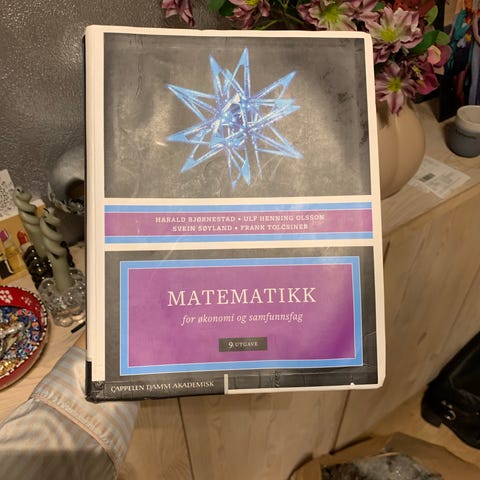 HARALD BJØRNESTAD • ULF HENNING OLSSON
SVEIN SØYLAND • FRANK TOLCSINER
MATEMATIKK
for økonomi og samfunnsfag
9. UTGAVE
CAPPELEN DAMM AKADEMISK